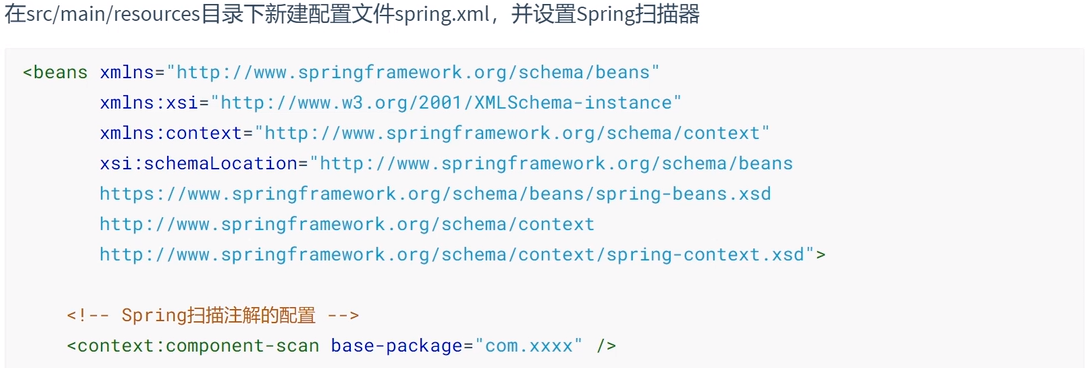 在src/main/resources目录下新建配置文件spring.xml，并设置Spring扫描器
<beans xmlns="http://www.springframework.org/schema/beans"
xmlns:xsi="http://www.w3.org/2001/XMLSchema-instance"
xmlns:context="http://www.springframework.org/schema/context"
xsi:schemaLocation="http://www.springframework.org/schema/beans
https://www.springframework.org/schema/beans/spring-beans.xsd
http://www.springframework.org/schema/context
http://www.springframework.org/schema/context/spring-context.xsd">
<!-- Spring扫描注解的配置 -->
<context:component-scan base-package="com.xxxx" />